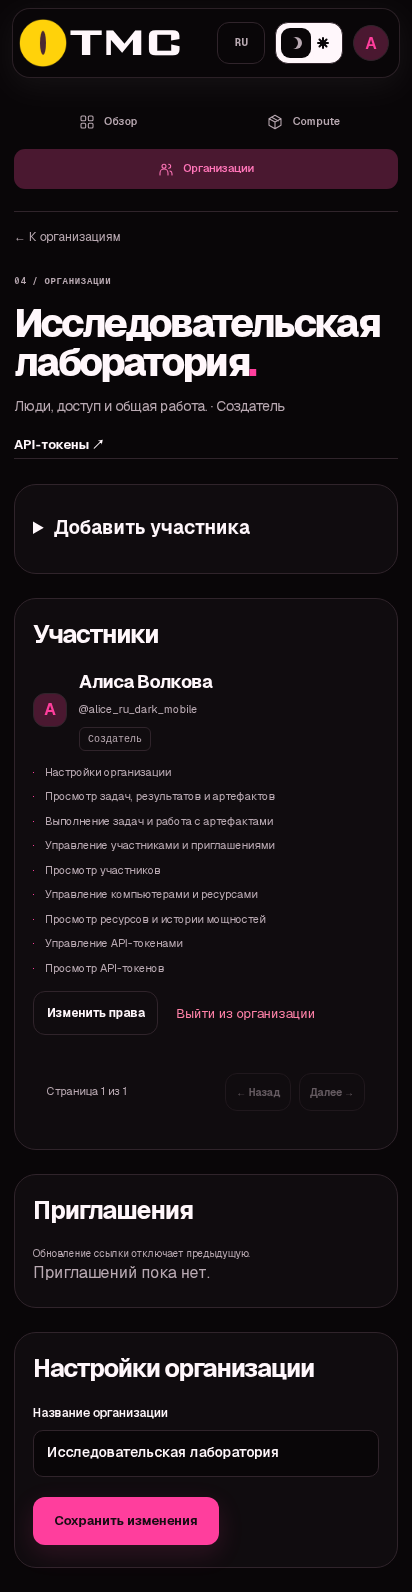 TMC
RU
A
Обзор
Compute
Организации
← К организациям
04 / ОРГАНИЗАЦИИ
Исследовательская
лаборатория.
Люди, доступ и общая работа. · Создатель
API-токены ↗
▶ Добавить участника
Участники
A
Алиса Волкова
@alice_ru_dark_mobile
Создатель
· Настройки организации
· Просмотр задач, результатов и артефактов
· Выполнение задач и работа с артефактами
· Управление участниками и приглашениями
· Просмотр участников
· Управление компьютерами и ресурсами
· Просмотр ресурсов и истории мощностей
· Управление API-токенами
· Просмотр API-токенов
Изменить права
Выйти из организации
Страница 1 из 1
← Назад
Далее →
Приглашения
Обновление ссылки отключает предыдущую.
Приглашений пока нет.
Настройки организации
Название организации
Исследовательская лаборатория
Сохранить изменения